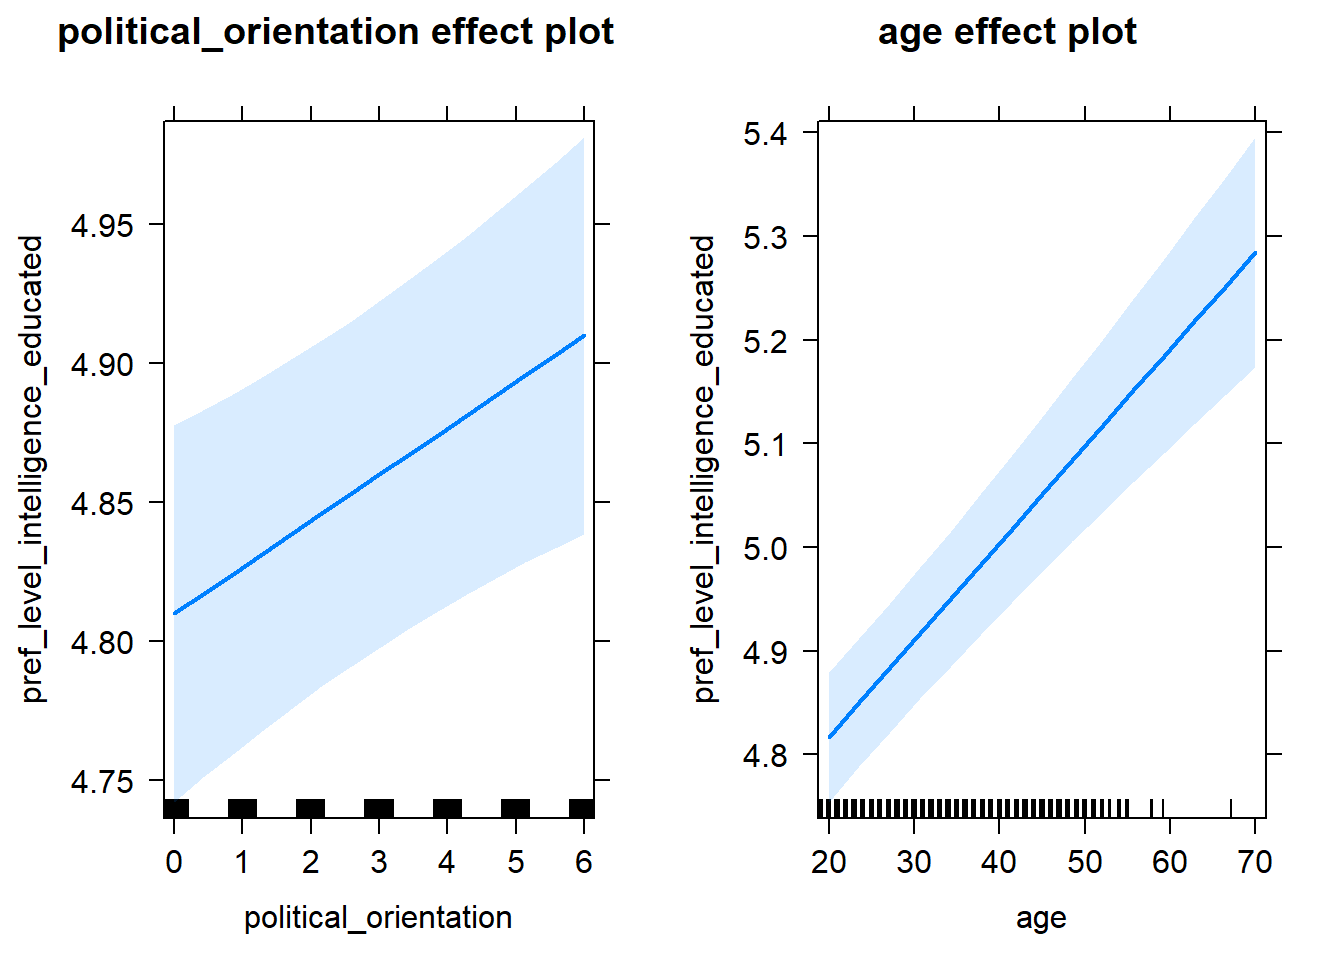 political_orientation effect plot
pref_level_intelligence_educated
4.95
4.90
4.85
4.80
4.75
0 1 2 3 4 5 6
political_orientation
age effect plot
pref_level_intelligence_educated
5.4
5.3
5.2
5.1
5.0
4.9
4.8
20 30 40 50 60 70
age